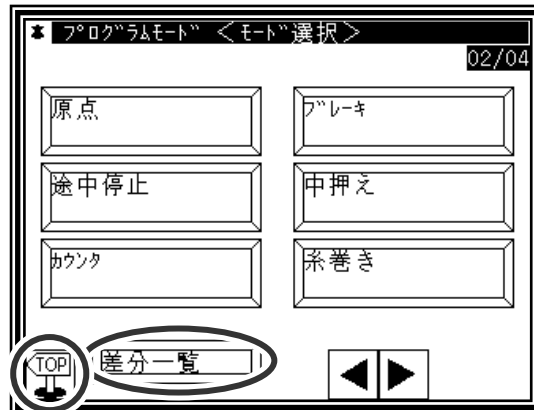 ﾌﾟﾛｸﾞﾗﾑﾓｰﾄﾞ ＜ﾓｰﾄﾞ選択＞
02/04
原点
ﾌﾞﾚｰｷ
途中停止
中押え
ｶｳﾝﾀ
糸巻き
TOP
差分一覧